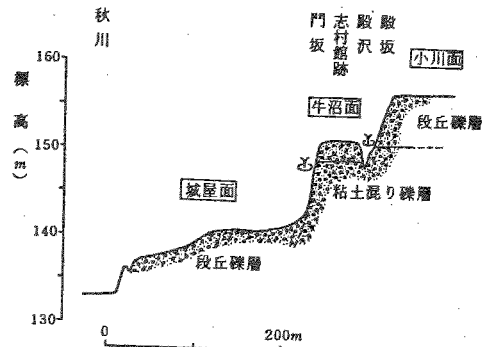 秋川
門坂
志村館跡
殿沢
殿坂
小川面
160
標高(m)
牛沼面
段丘礫層
150
粘土混り礫層
城屋面
140
段丘礫層
130
0
200m